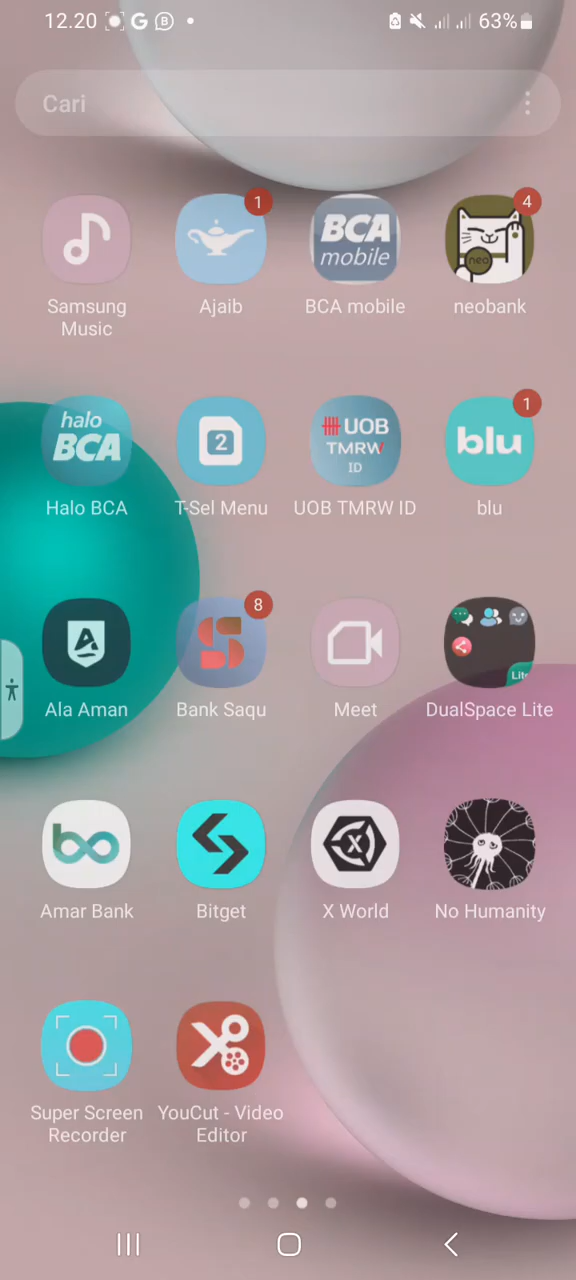 12.20
63%
Cari
1
4
BCA
mobile
neo
Samsung
Music
Ajaib
BCA mobile
neobank
1
halo
BCA
2
UOB
TMRW
ID
blu
Halo BCA
T-Sel Menu
UOB TMRW ID
blu
8
Lite
Ala Aman
Bank Saqu
Meet
DualSpace Lite
X
Amar Bank
Bitget
X World
No Humanity
Super Screen
Recorder
YouCut - Video
Editor